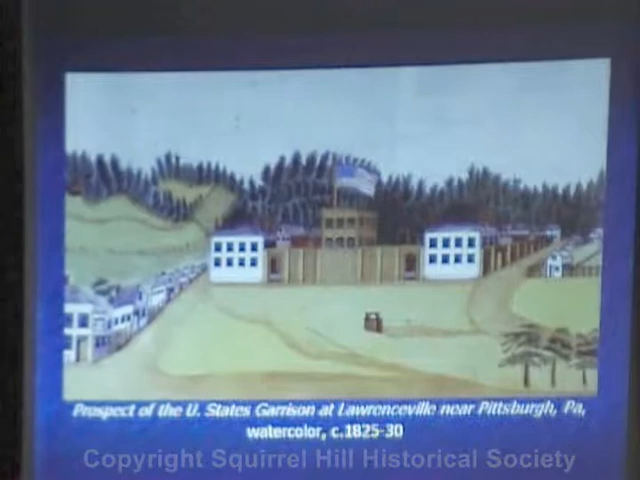 Prospect of the U. States Garrison at Lawrenceville near Pittsburgh, Pa,
watercolor, c.1825-30
Copyright Squirrel Hill Historical Society